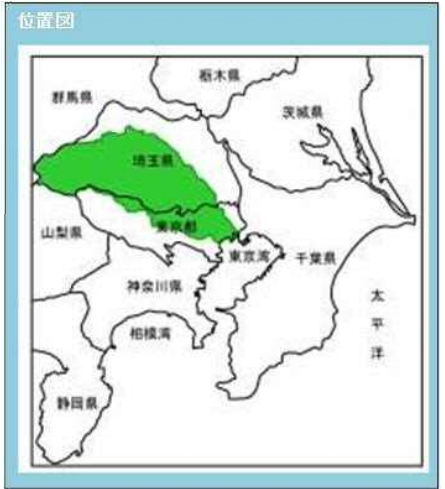 位置図
栃木県
群馬県
茨城県
埼玉県
東京都
山梨県
東京湾
千葉県
神奈川県
太平洋
相模湾
静岡県